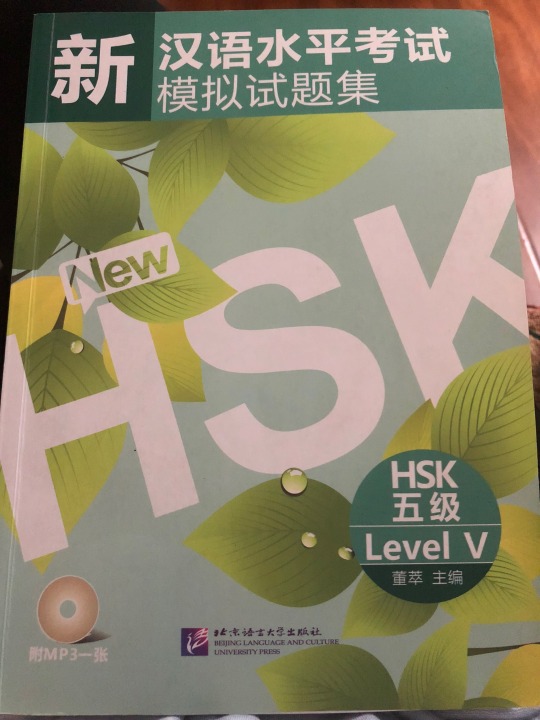 新
汉语水平考试
模拟试题集
New
HSK
HSK
五级
Level V
董萃 主编
附MP3一张
北京语言大学出版社
BEIJING LANGUAGE AND CULTURE
UNIVERSITY PRESS